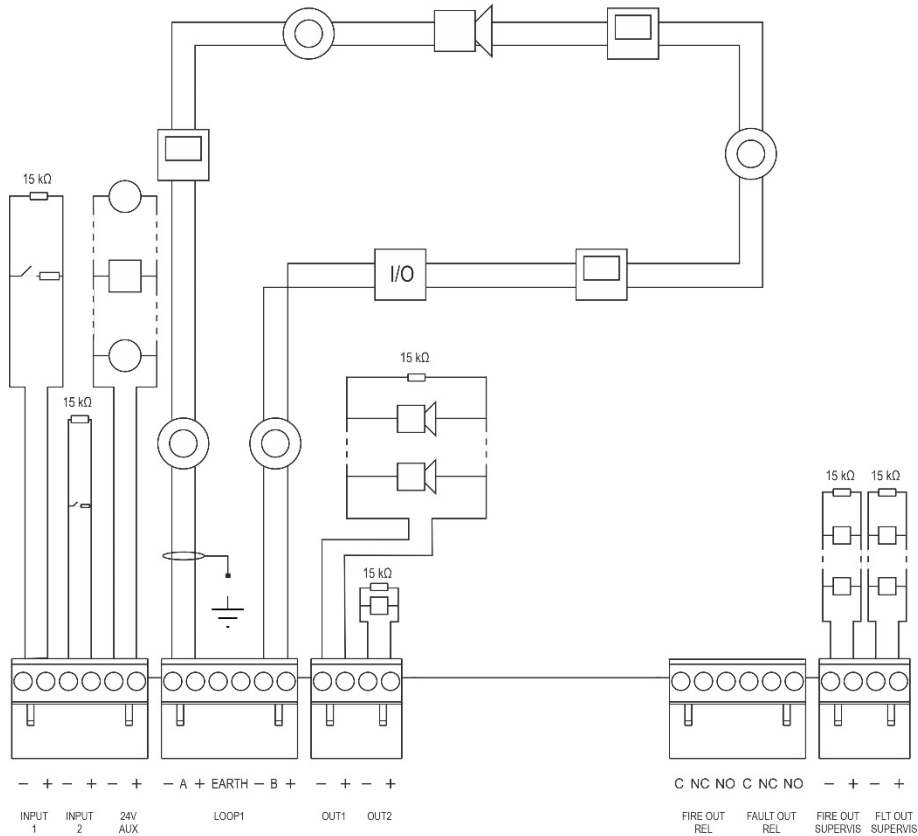 15 kΩ
I/O
15 kΩ
15 kΩ
15 kΩ
15 kΩ
15 kΩ
− + − + − + − A + EARTH − B + − + − + C NC NO C NC NO − + − +
INPUT 1
INPUT 2
24V AUX
LOOP1
OUT1
OUT2
FIRE OUT REL
FAULT OUT REL
FIRE OUT SUPERVIS
FLT OUT SUPERVIS